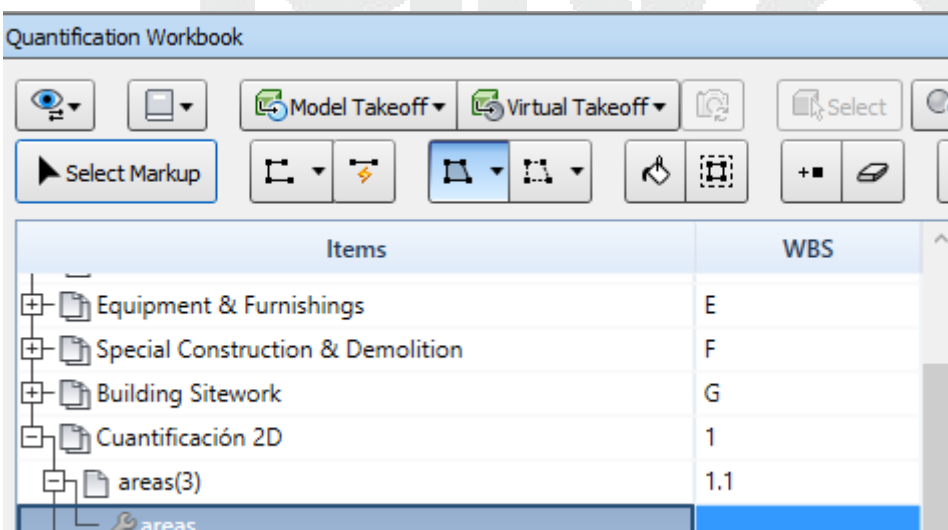 Quantification Workbook
Model Takeoff Virtual Takeoff Select
Select Markup
Items WBS
Equipment & Furnishings E
Special Construction & Demolition F
Building Sitework G
Cuantificación 2D 1
areas(3) 1.1
areas